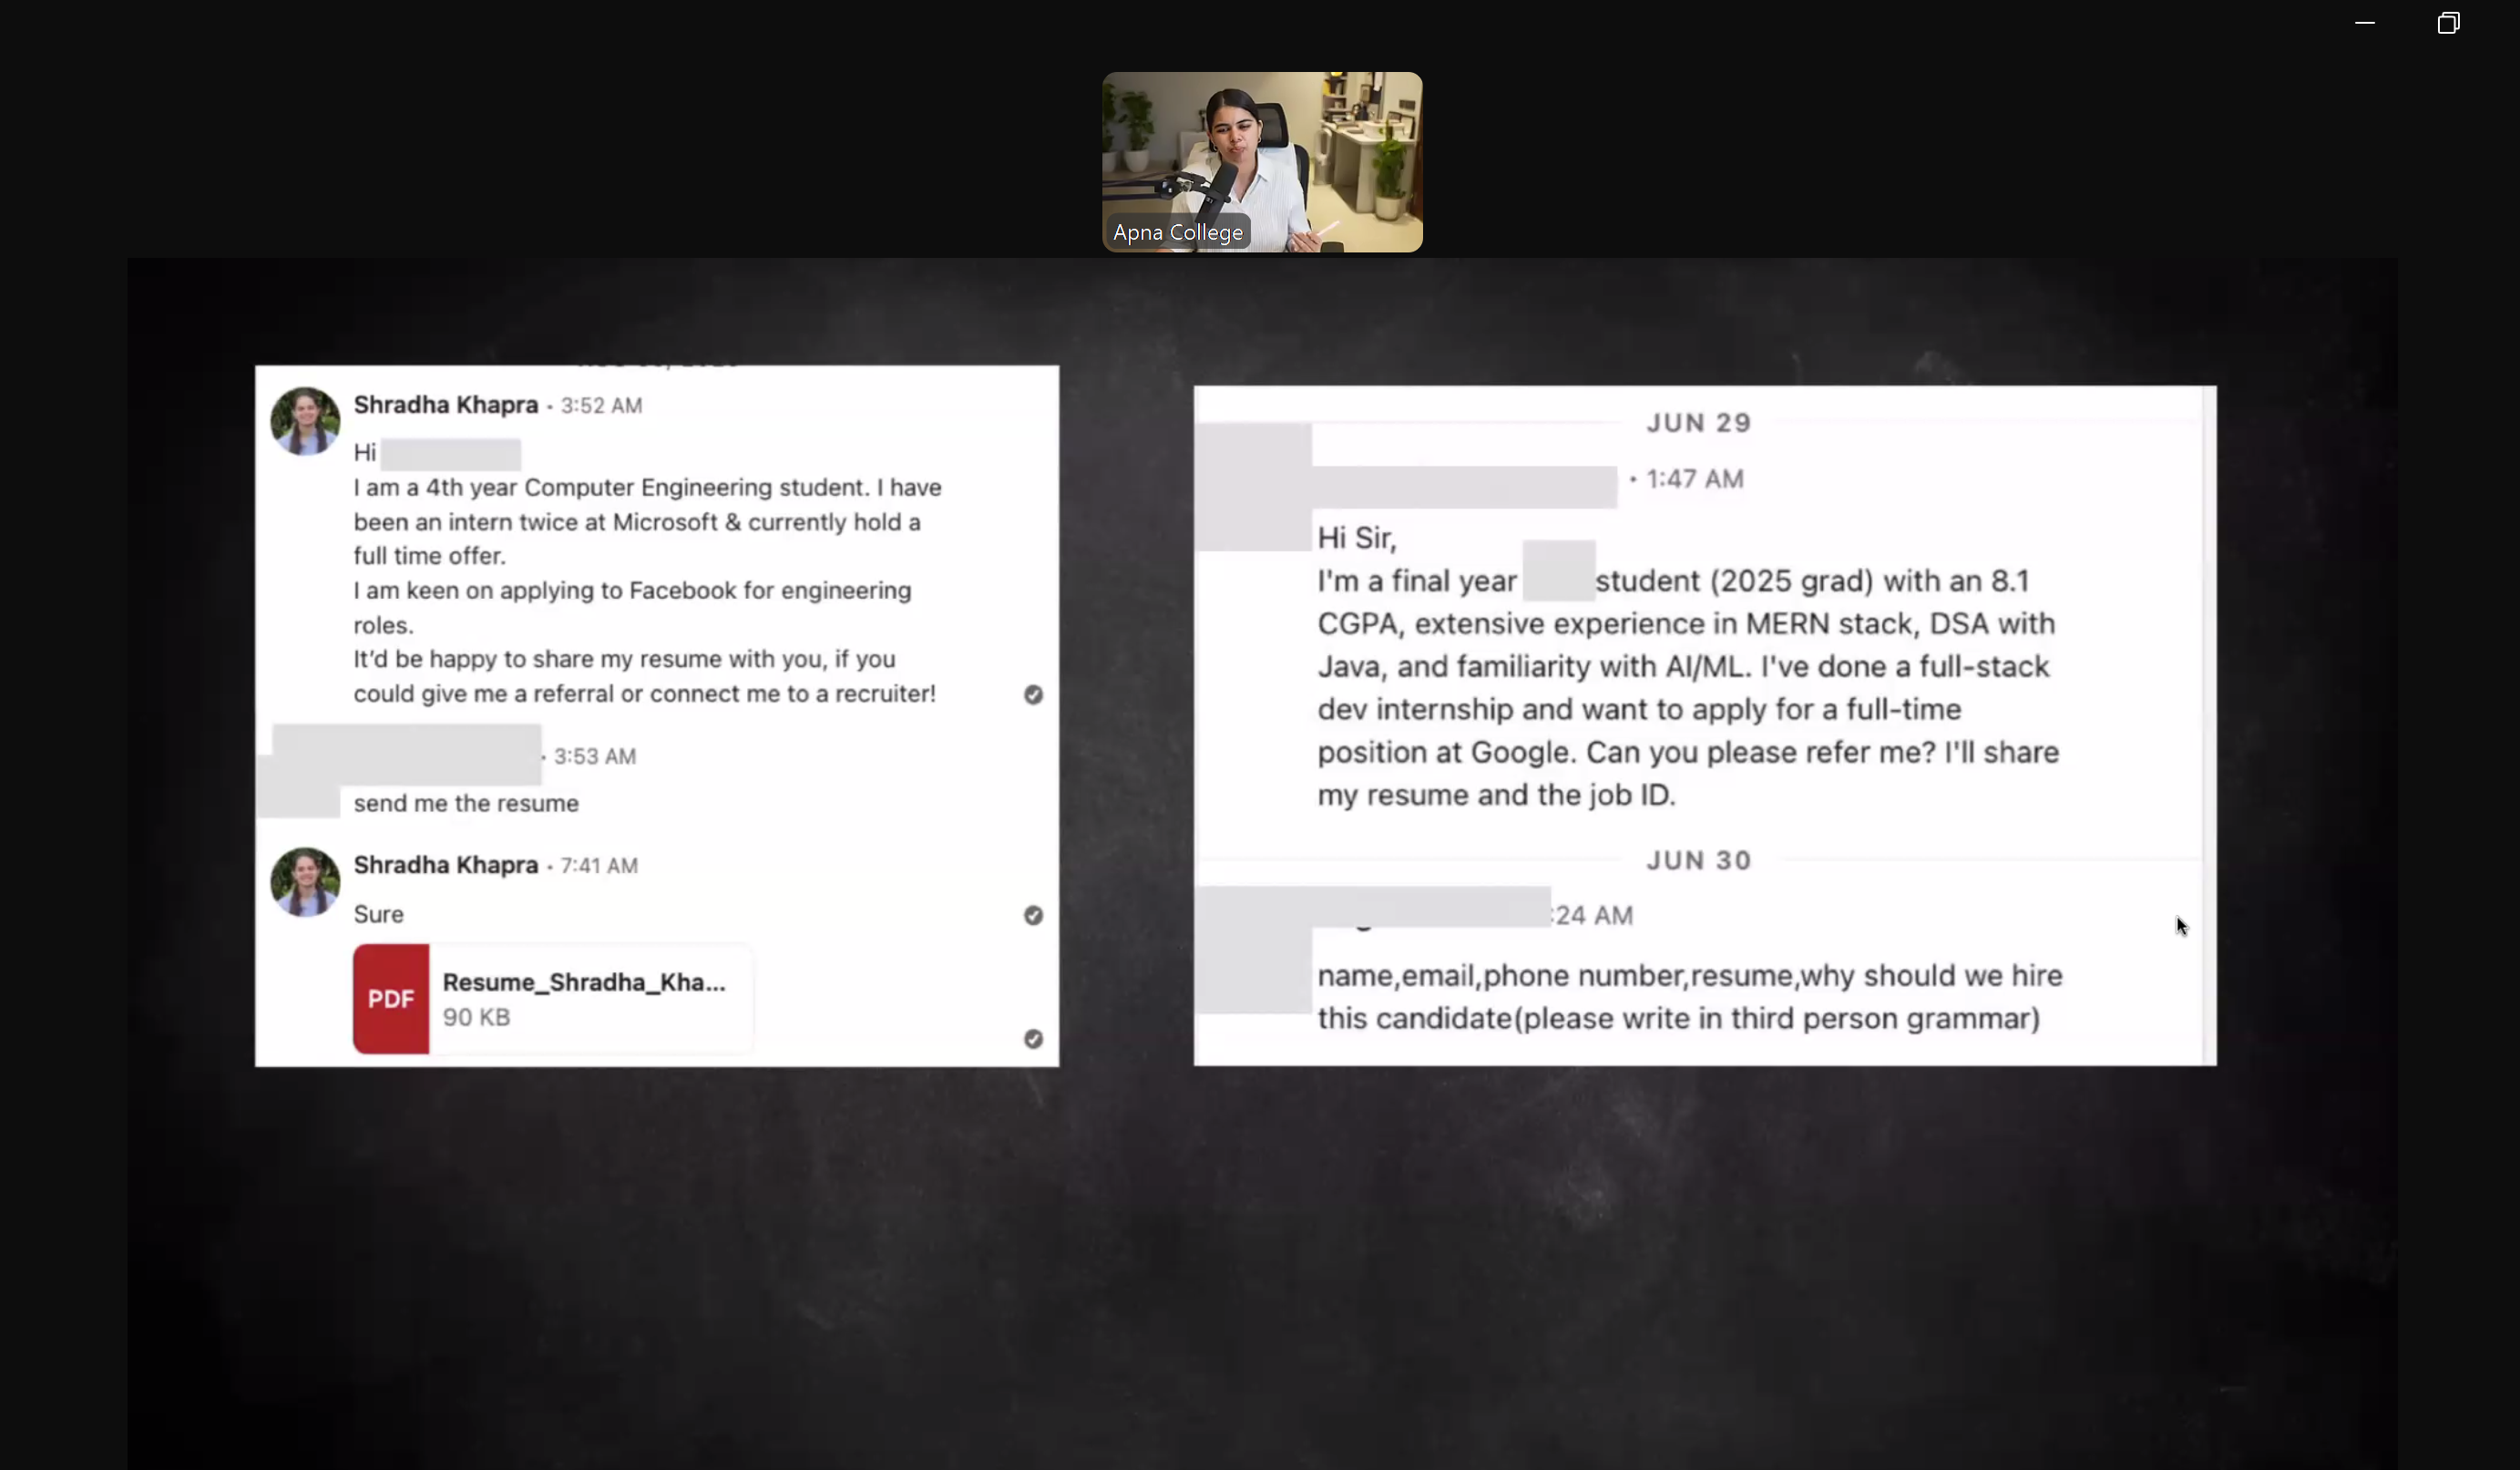 Apna College
Shradha Khapra • 3:52 AM
Hi
I am a 4th year Computer Engineering student. I have
been an intern twice at Microsoft & currently hold a
full time offer.
I am keen on applying to Facebook for engineering
roles.
It'd be happy to share my resume with you, if you
could give me a referral or connect me to a recruiter!
• 3:53 AM
send me the resume
Shradha Khapra • 7:41 AM
Sure
PDF
Resume_Shradha_Kha...
90 KB
JUN 29
• 1:47 AM
Hi Sir,
I'm a final year student (2025 grad) with an 8.1
CGPA, extensive experience in MERN stack, DSA with
Java, and familiarity with AI/ML. I've done a full-stack
dev internship and want to apply for a full-time
position at Google. Can you please refer me? I'll share
my resume and the job ID.
JUN 30
:24 AM
name,email,phone number,resume,why should we hire
this candidate(please write in third person grammar)